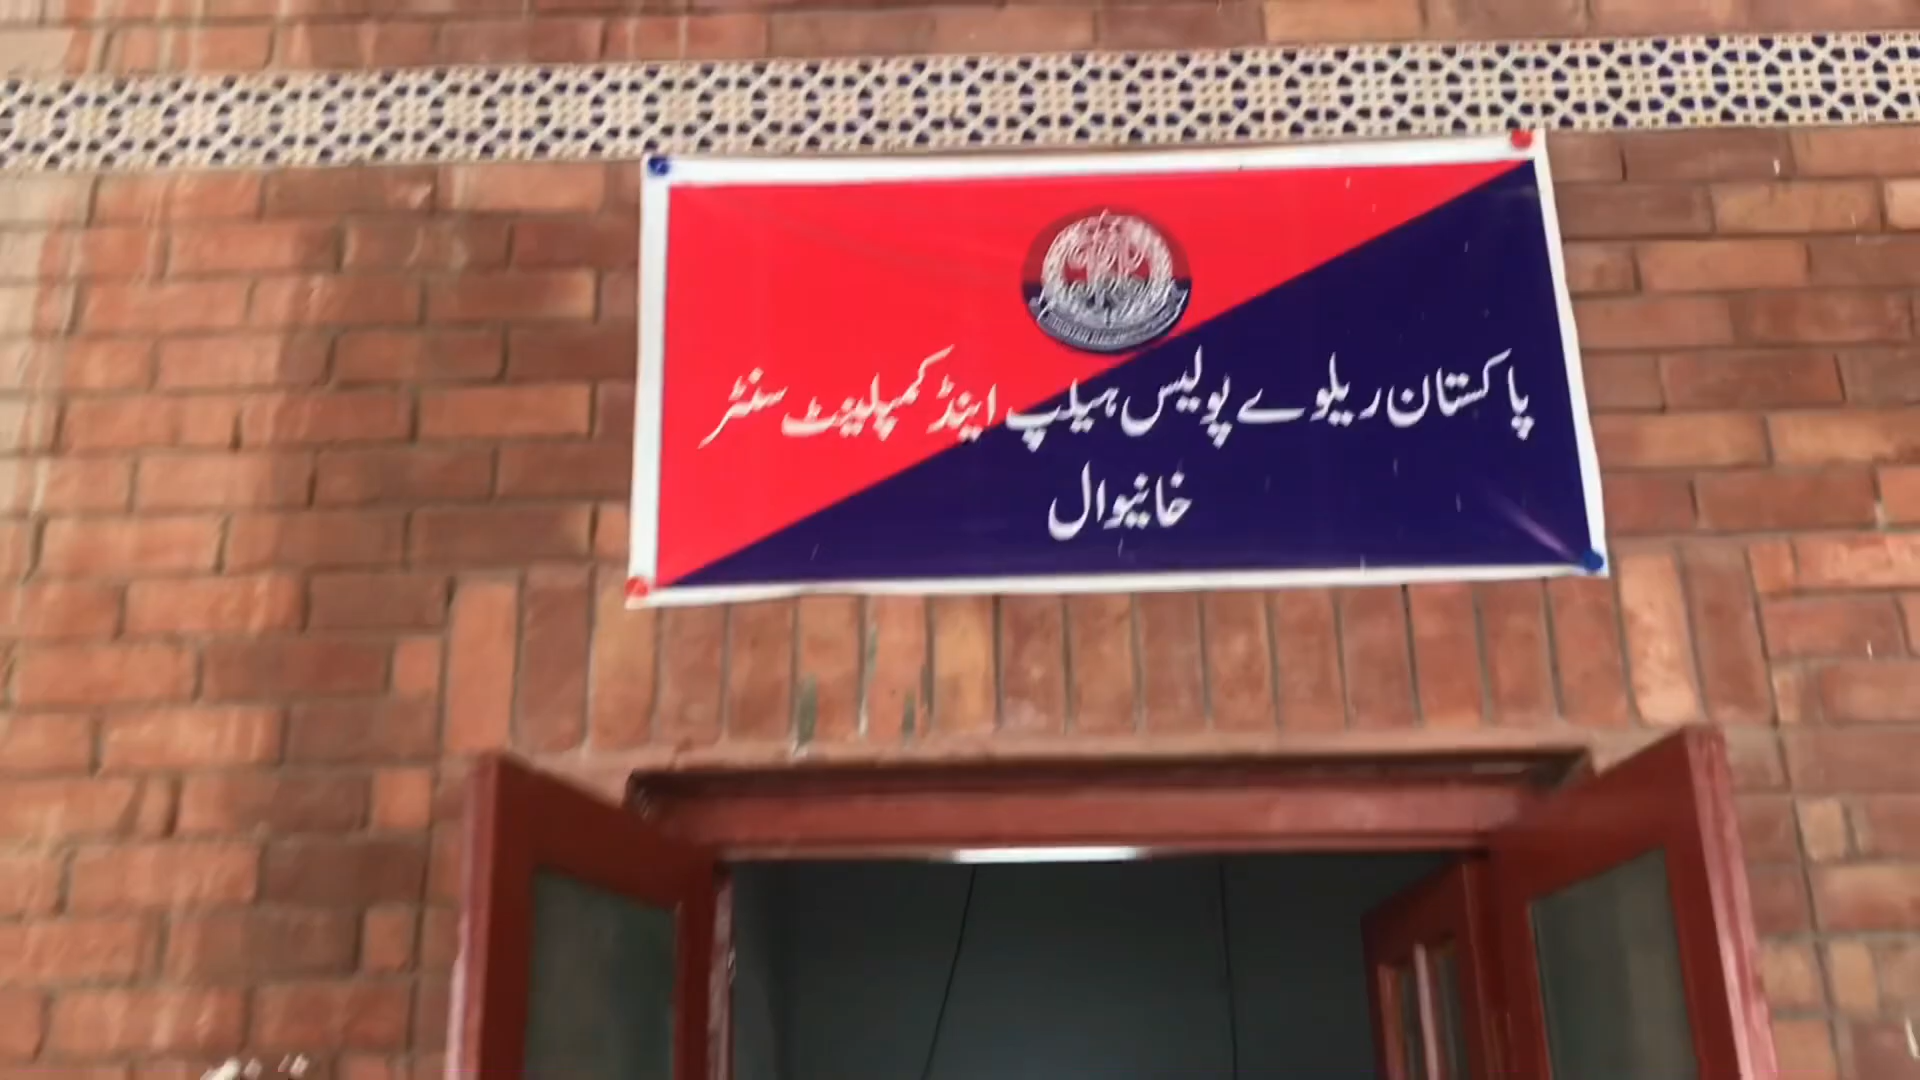 پاکستان ریلوے پولیس ہیلپ اینڈ کمپلینٹ سنٹر
خانیوال